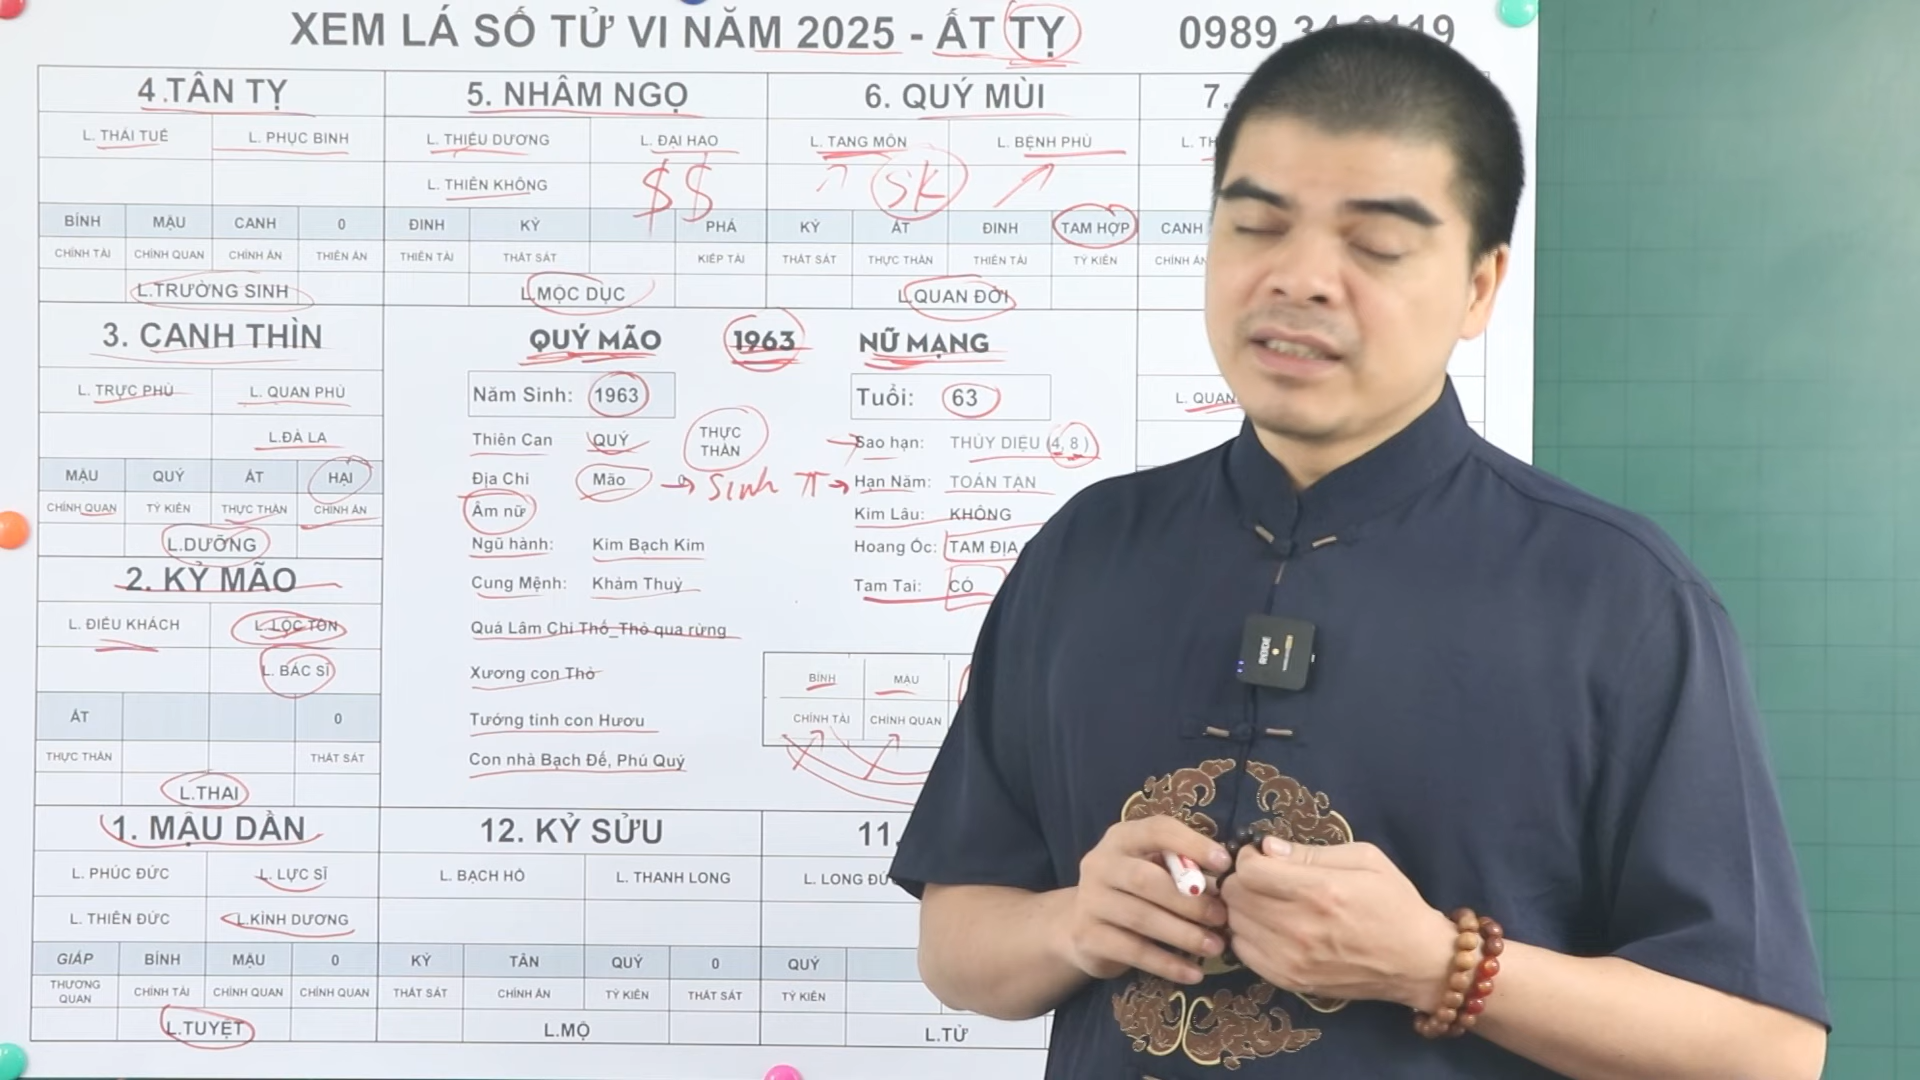 XEM LÁ SỐ TỬ VI NĂM 2025 - ẤT TỴ
4 .TÂN TỴ 5. NHÂM NGỌ 6. QUÝ MÙI 7.
L. THÁI TUẾ L. PHỤC BINH L. THIẾU DƯƠNG L. ĐẠI HAO L. TANG MÔN L. BỆNH PHÙ
L. THIÊN KHÔNG $$ SK
BÍNH MẬU CANH 0 ĐINH KỶ PHÁ KỶ ẤT ĐINH TAM HỢP CANH
CHÍNH TÀI CHÍNH QUAN CHÍNH ẤN THIÊN ẤN THIÊN TÀI THẤT SÁT KIẾP TÀI THẤT SÁT THỰC THẦN THIÊN TÀI TỶ KIÊN CHÍNH ẤN
L.TRƯỜNG SINH L.MỘC DỤC L.QUAN ĐỚI
3. CANH THÌN QUÝ MÃO 1963 NỮ MẠNG
L. TRỰC PHÙ L. QUAN PHÙ Năm Sinh: 1963 Tuổi: 63 L. QUAN
L.ĐÀ LA Thiên Can QUÝ THỰC THẦN Sao hạn: THỦY DIỆU (4, 8 )
MẬU QUÝ ẤT HẠI Địa Chi Mão Sinh Hạn Năm: TOÁN TẬN
CHÍNH QUAN TỶ KIÊN THỰC THẦN CHÍNH ẤN Âm nữ Kim Lâu: KHÔNG
L.DƯỠNG Ngũ hành: Kim Bạch Kim Hoang Ốc: TAM ĐỊA
2. KỶ MÃO Cung Mệnh: Khảm Thuỷ Tam Tai: CÓ
L. ĐIẾU KHÁCH L. LỘC TỒN Quá Lâm Chi Thố_Thỏ qua rừng
L. BÁC SĨ Xương con Thỏ BÍNH MẬU
ẤT 0 Tướng tinh con Hươu CHÍNH TÀI CHÍNH QUAN
THỰC THẦN THẤT SÁT Con nhà Bạch Đế, Phú Quý
L.THAI
1. MẬU DẦN 12. KỶ SỬU 11.
L. PHÚC ĐỨC L. LỰC SĨ L. BẠCH HỔ L. THANH LONG L. LONG ĐỨC
L. THIÊN ĐỨC L.KÌNH DƯƠNG
GIÁP BÍNH MẬU 0 KỶ TÂN QUÝ 0 QUÝ
THƯƠNG QUAN CHÍNH TÀI CHÍNH QUAN CHÍNH QUAN THẤT SÁT CHÍNH ẤN TỶ KIÊN THẤT SÁT TỶ KIÊN
L.TUYỆT L.MỘ L.TỬ
RODE